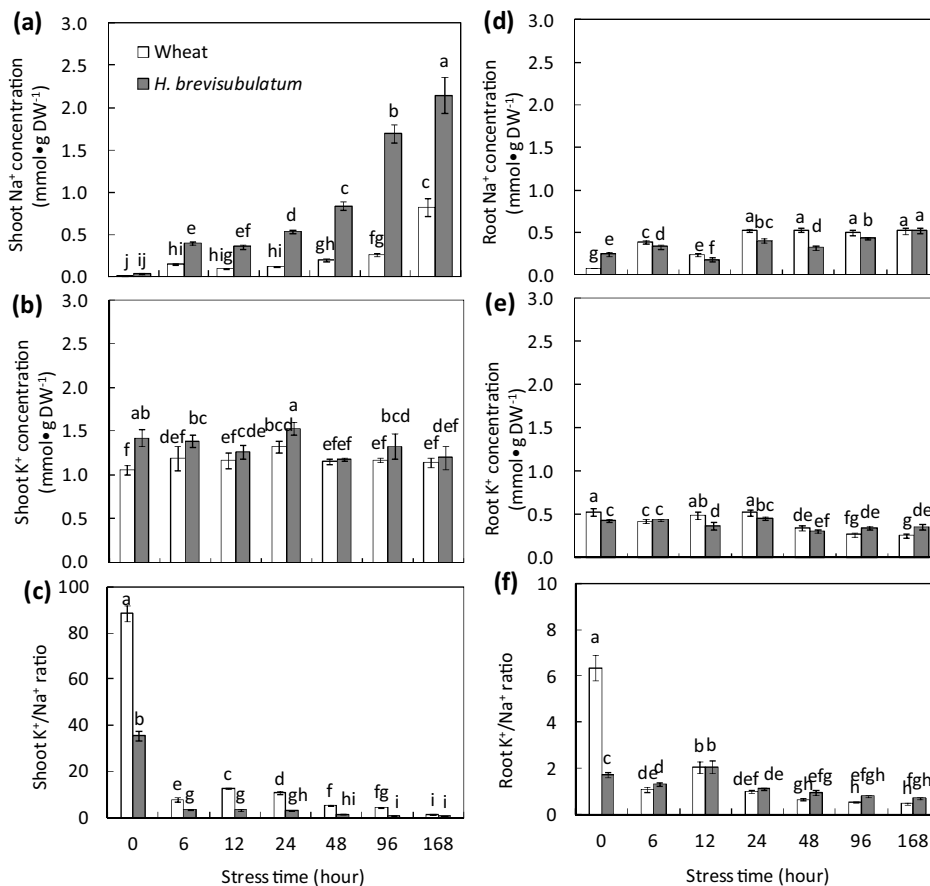 (a)
3.0
2.5
2.0
1.5
1.0
0.5
0.0
Shoot Na⁺ concentration
(mmol•g DW⁻¹)
Wheat
H. brevisubulatum
j ij hi e hig ef hi d gh c fg b c a
(b)
3.0
2.5
2.0
1.5
1.0
0.5
0.0
Shoot K⁺ concentration
(mmol•g DW⁻¹)
f ab def bc ef cde bcd a ef ef ef bcd ef def
(c)
100
80
60
40
20
0
Shoot K⁺/Na⁺ ratio
a b e g c g d gh f hi fg i i i
0 6 12 24 48 96 168
Stress time (hour)
(d)
3.0
2.5
2.0
1.5
1.0
0.5
0.0
Root Na⁺ concentration
(mmol•g DW⁻¹)
g e c d e f a bc a d a b a a
(e)
3.0
2.5
2.0
1.5
1.0
0.5
0.0
Root K⁺ concentration
(mmol•g DW⁻¹)
a c c c ab d a bc de ef fg de g de
(f)
10
8
6
4
2
0
Root K⁺/Na⁺ ratio
a c de d b b def de gh efg h efgh h fgh
0 6 12 24 48 96 168
Stress time (hour)